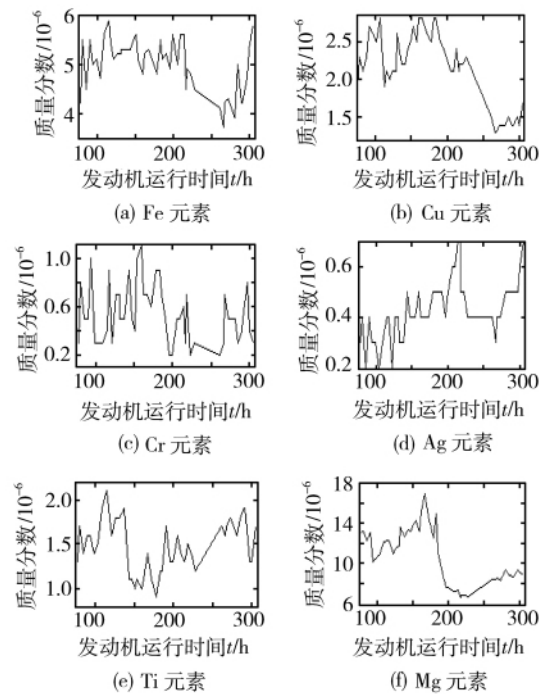 6
5
4
质量分数/10⁻⁶
100 200 300
发动机运行时间t/h
(a) Fe 元素
2.5
2.0
1.5
质量分数/10⁻⁶
100 200 300
发动机运行时间t/h
(b) Cu 元素
1.0
0.6
0.2
质量分数/10⁻⁶
100 200 300
发动机运行时间t/h
(c) Cr 元素
0.6
0.4
0.2
质量分数/10⁻⁶
100 200 300
发动机运行时间t/h
(d) Ag 元素
2.0
1.5
1.0
质量分数/10⁻⁶
100 200 300
发动机运行时间t/h
(e) Ti 元素
18
14
10
6
质量分数/10⁻⁶
100 200 300
发动机运行时间t/h
(f) Mg 元素